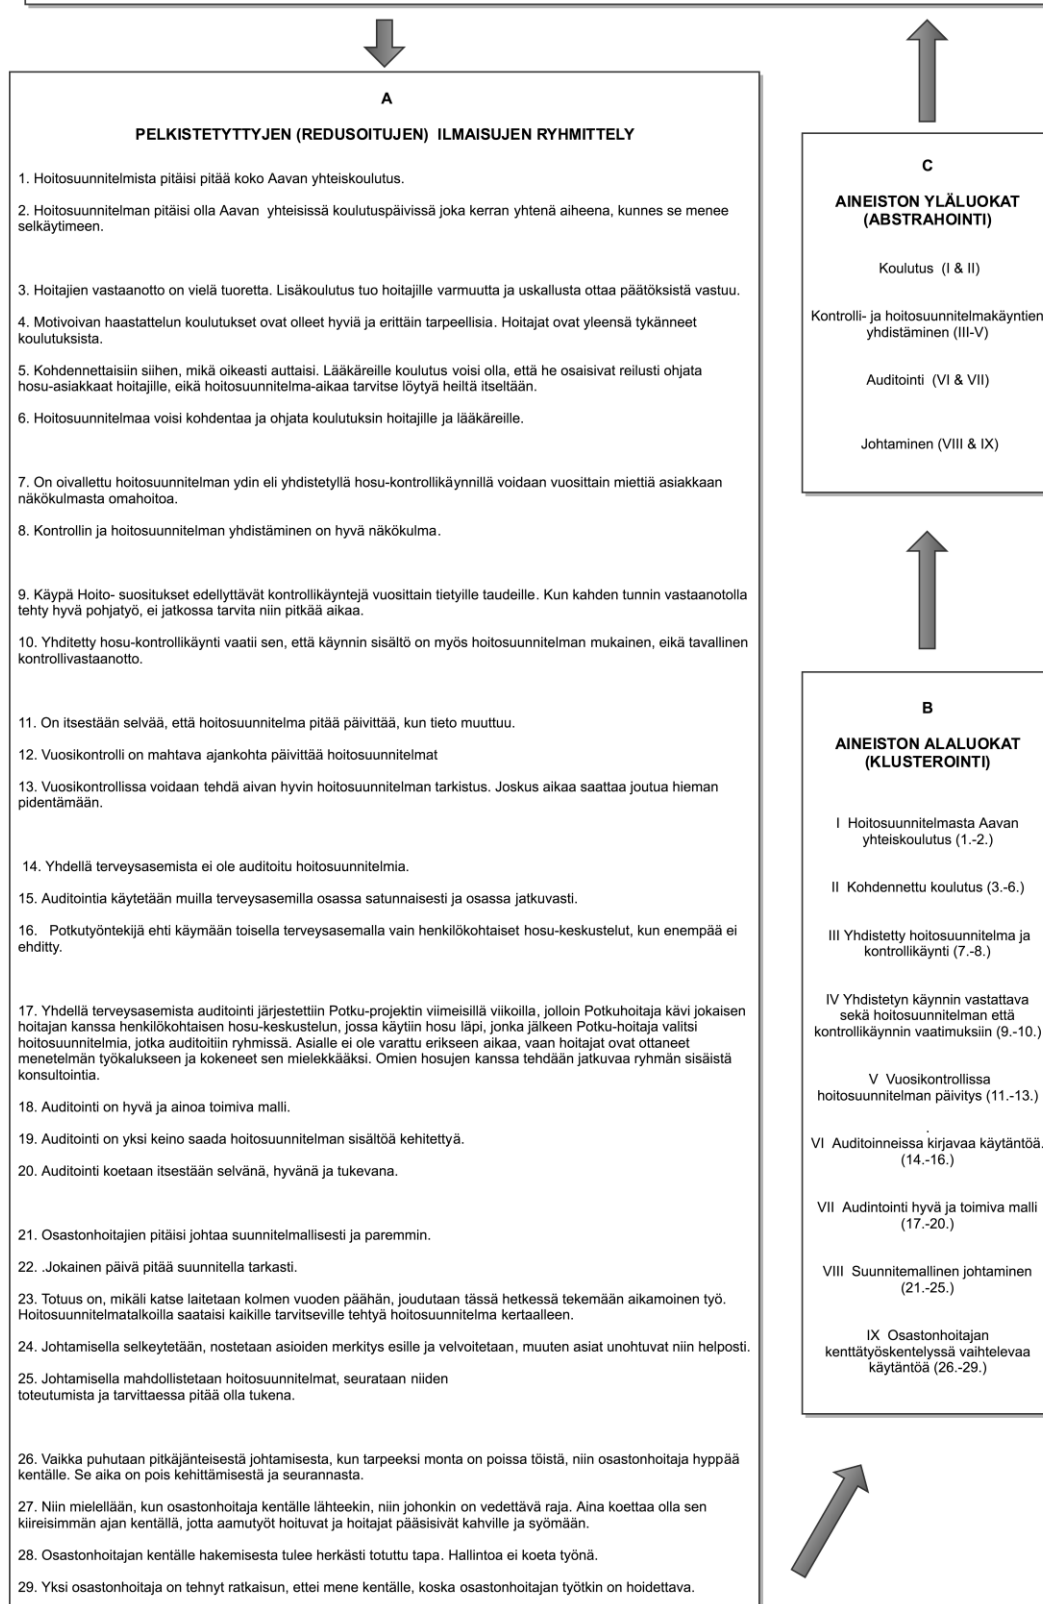 A
PELKISTETYTTYJEN (REDUSOITUJEN) ILMAISUJEN RYHMITTELY
1. Hoitosuunnitelmista pitäisi pitää koko Aavan yhteiskoulutus.
2. Hoitosuunnitelman pitäisi olla Aavan yhteisissä koulutuspäivissä joka kerran yhtenä aiheena, kunnes se menee
selkäytimeen.
3. Hoitajien vastaanotto on vielä tuoretta. Lisäkoulutus tuo hoitajille varmuutta ja uskallusta ottaa päätöksistä vastuu.
4. Motivoivan haastattelun koulutukset ovat olleet hyviä ja erittäin tarpeellisia. Hoitajat ovat yleensä tykänneet
koulutuksista.
5. Kohdennettaisiin siihen, mikä oikeasti auttaisi. Lääkäreille koulutus voisi olla, että he osaisivat reilusti ohjata
hosu-asiakkaat hoitajille, eikä hoitosuunnitelma-aikaa tarvitse löytyä heiltä itseltään.
6. Hoitosuunnitelmaa voisi kohdentaa ja ohjata koulutuksin hoitajille ja lääkäreille.
7. On oivallettu hoitosuunnitelman ydin eli yhdistetyllä hosu-kontrollikäynnillä voidaan vuosittain miettiä asiakkaan
näkökulmasta omahoitoa.
8. Kontrollin ja hoitosuunnitelman yhdistäminen on hyvä näkökulma.
9. Käypä Hoito- suositukset edellyttävät kontrollikäyntejä vuosittain tietyille taudeille. Kun kahden tunnin vastaanotolla
tehty hyvä pohjatyö, ei jatkossa tarvita niin pitkää aikaa.
10. Yhditetty hosu-kontrollikäynti vaatii sen, että käynnin sisältö on myös hoitosuunnitelman mukainen, eikä tavallinen
kontrollivastaanotto.
11. On itsestään selvää, että hoitosuunnitelma pitää päivittää, kun tieto muuttuu.
12. Vuosikontrolli on mahtava ajankohta päivittää hoitosuunnitelmat
13. Vuosikontrollissa voidaan tehdä aivan hyvin hoitosuunnitelman tarkistus. Joskus aikaa saattaa joutua hieman
pidentämään.
14. Yhdellä terveysasemista ei ole auditoitu hoitosuunnitelmia.
15. Auditointia käytetään muilla terveysasemilla osassa satunnaisesti ja osassa jatkuvasti.
16. Potkutyöntekijä ehti käymään toisella terveysasemalla vain henkilökohtaiset hosu-keskustelut, kun enempää ei
ehditty.
17. Yhdellä terveysasemista auditointi järjestettiin Potku-projektin viimeisillä viikoilla, jolloin Potkuhoitaja kävi jokaisen
hoitajan kanssa henkilökohtaisen hosu-keskustelun, jossa käytiin hosu läpi, jonka jälkeen Potku-hoitaja valitsi
hoitosuunnitelmia, jotka auditoitiin ryhmissä. Asialle ei ole varattu erikseen aikaa, vaan hoitajat ovat ottaneet
menetelmän työkalukseen ja kokeneet sen mielekkääksi. Omien hosujen kanssa tehdään jatkuvaa ryhmän sisäistä
konsultointia.
18. Auditointi on hyvä ja ainoa toimiva malli.
19. Auditointi on yksi keino saada hoitosuunnitelman sisältöä kehitettyä.
20. Auditointi koetaan itsestään selvänä, hyvänä ja tukevana.
21. Osastonhoitajien pitäisi johtaa suunnitelmallisesti ja paremmin.
22. .Jokainen päivä pitää suunnitella tarkasti.
23. Totuus on, mikäli katse laitetaan kolmen vuoden päähän, joudutaan tässä hetkessä tekemään aikamoinen työ.
Hoitosuunnitelmatalkoilla saataisi kaikille tarvitseville tehtyä hoitosuunnitelma kertaalleen.
24. Johtamisella selkeytetään, nostetaan asioiden merkitys esille ja velvoitetaan, muuten asiat unohtuvat niin helposti.
25. Johtamisella mahdollistetaan hoitosuunnitelmat, seurataan niiden
toteutumista ja tarvittaessa pitää olla tukena.
26. Vaikka puhutaan pitkäjänteisestä johtamisesta, kun tarpeeksi monta on poissa töistä, niin osastonhoitaja hyppää
kentälle. Se aika on pois kehittämisestä ja seurannasta.
27. Niin mielellään, kun osastonhoitaja kentälle lähteekin, niin johonkin on vedettävä raja. Aina koettaa olla sen
kiireisimmän ajan kentällä, jotta aamutyöt hoituvat ja hoitajat pääsisivät kahville ja syömään.
28. Osastonhoitajan kentälle hakemisesta tulee herkästi totuttu tapa. Hallintoa ei koeta työnä.
29. Yksi osastonhoitaja on tehnyt ratkaisun, ettei mene kentälle, koska osastonhoitajan työtkin on hoidettava.
C
AINEISTON YLÄLUOKAT
(ABSTRAHOINTI)
Koulutus (I & II)
Kontrolli- ja hoitosuunnitelmakäyntien
yhdistäminen (III-V)
Auditointi (VI & VII)
Johtaminen (VIII & IX)
B
AINEISTON ALALUOKAT
(KLUSTEROINTI)
I Hoitosuunnitelmasta Aavan
yhteiskoulutus (1.-2.)
II Kohdennettu koulutus (3.-6.)
III Yhdistetty hoitosuunnitelma ja
kontrollikäynti (7.-8.)
IV Yhdistetyn käynnin vastattava
sekä hoitosuunnitelman että
kontrollikäynnin vaatimuksiin (9.-10.)
V Vuosikontrollissa
hoitosuunnitelman päivitys (11.-13.)
.
VI Auditoinneissa kirjavaa käytäntöä.
(14.-16.)
VII Audintointi hyvä ja toimiva malli
(17.-20.)
VIII Suunnitemallinen johtaminen
(21.-25.)
IX Osastonhoitajan
kenttätyöskentelyssä vaihtelevaa
käytäntöä (26.-29.)